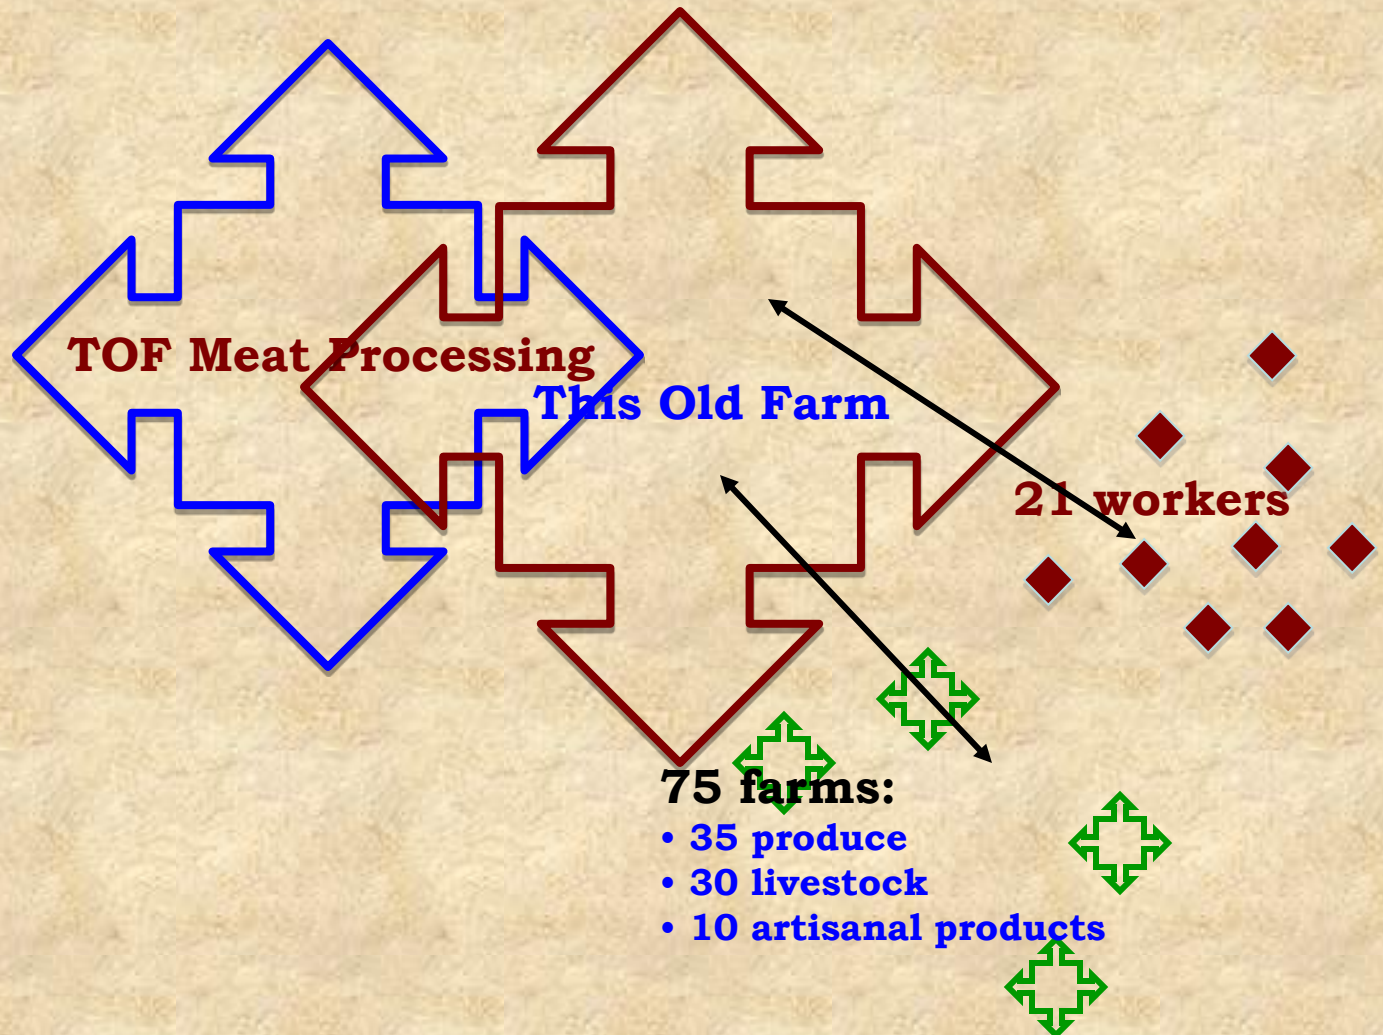 TOF Meat Processing
This Old Farm
21 workers
75 farms:
• 35 produce
• 30 livestock
• 10 artisanal products